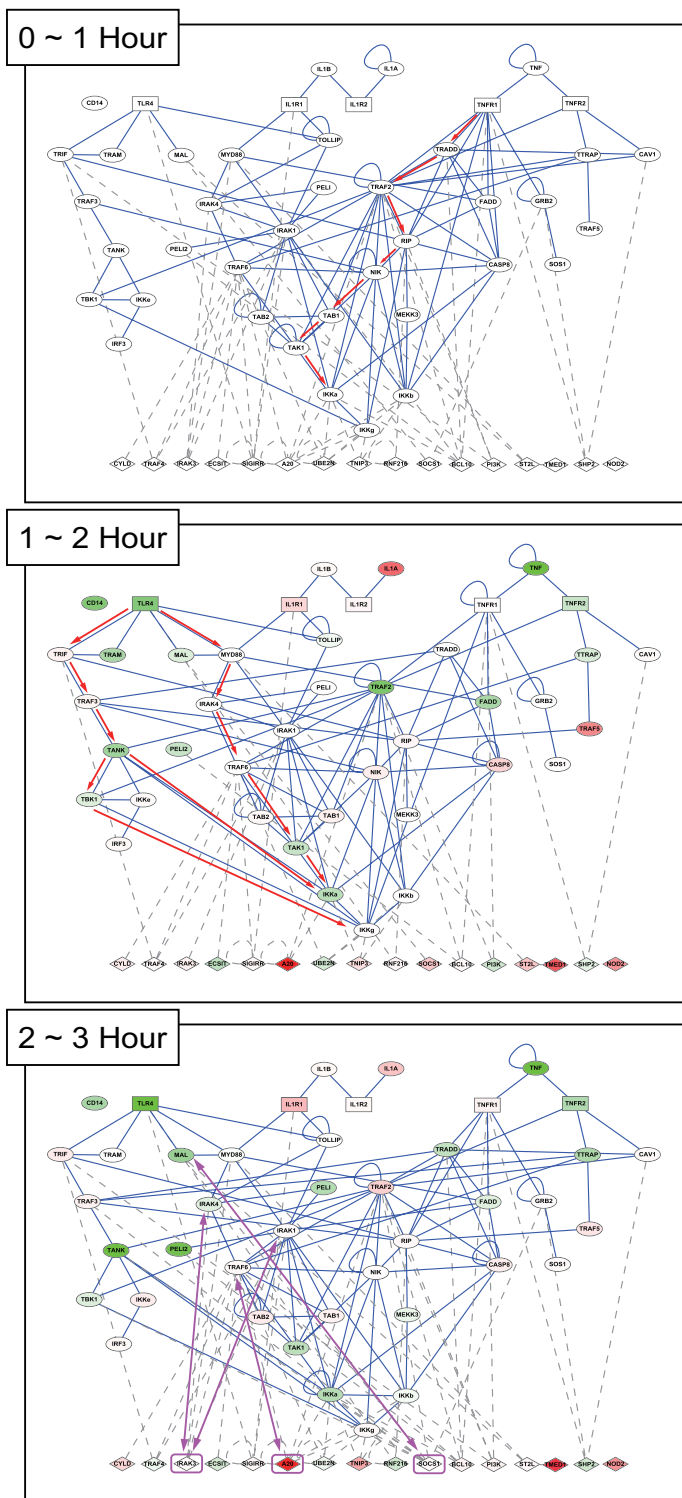 0 ~ 1 Hour
IL1B IL1A TNF
CD14 TLR4 IL1R1 IL1R2 TNFR1 TNFR2
TOLLIP
TRIF TRAM MAL MYD88 TRADD TTRAP CAV1
PELI TRAF2
TRAF3 IRAK4 FADD GRB2
IRAK1 TRAF5
TANK PELI2 RIP
TRAF6 NIK CASP8 SOS1
TBK1 IKKe
TAB2 TAB1 MEKK3
IRF3 TAK1
IKKa IKKb
IKKg
CYLD TRAF4 IRAK3 ECSIT SIGIRR A20 UBE2N TNIP3 RNF216 SOCS1 BCL10 PI3K ST2L TMED1 SHP2 NOD2
1 ~ 2 Hour
IL1B IL1A TNF
CD14 TLR4 IL1R1 IL1R2 TNFR1 TNFR2
TOLLIP
TRIF TRAM MAL MYD88 TRADD TTRAP CAV1
PELI TRAF2
TRAF3 IRAK4 FADD GRB2
IRAK1 TRAF5
TANK PELI2 RIP
TRAF6 NIK CASP8 SOS1
TBK1 IKKe
TAB2 TAB1 MEKK3
IRF3 TAK1
IKKa IKKb
IKKg
CYLD TRAF4 IRAK3 ECSIT SIGIRR A20 UBE2N TNIP3 RNF216 SOCS1 BCL10 PI3K ST2L TMED1 SHP2 NOD2
2 ~ 3 Hour
IL1B IL1A TNF
CD14 TLR4 IL1R1 IL1R2 TNFR1 TNFR2
TOLLIP
TRIF TRAM MAL MYD88 TRADD TTRAP CAV1
PELI TRAF2
TRAF3 IRAK4 FADD GRB2
IRAK1 TRAF5
TANK PELI2 RIP
TRAF6 NIK CASP8 SOS1
TBK1 IKKe
TAB2 TAB1 MEKK3
IRF3 TAK1
IKKa IKKb
IKKg
CYLD TRAF4 IRAK3 ECSIT SIGIRR A20 UBE2N TNIP3 RNF216 SOCS1 BCL10 PI3K ST2L TMED1 SHP2 NOD2